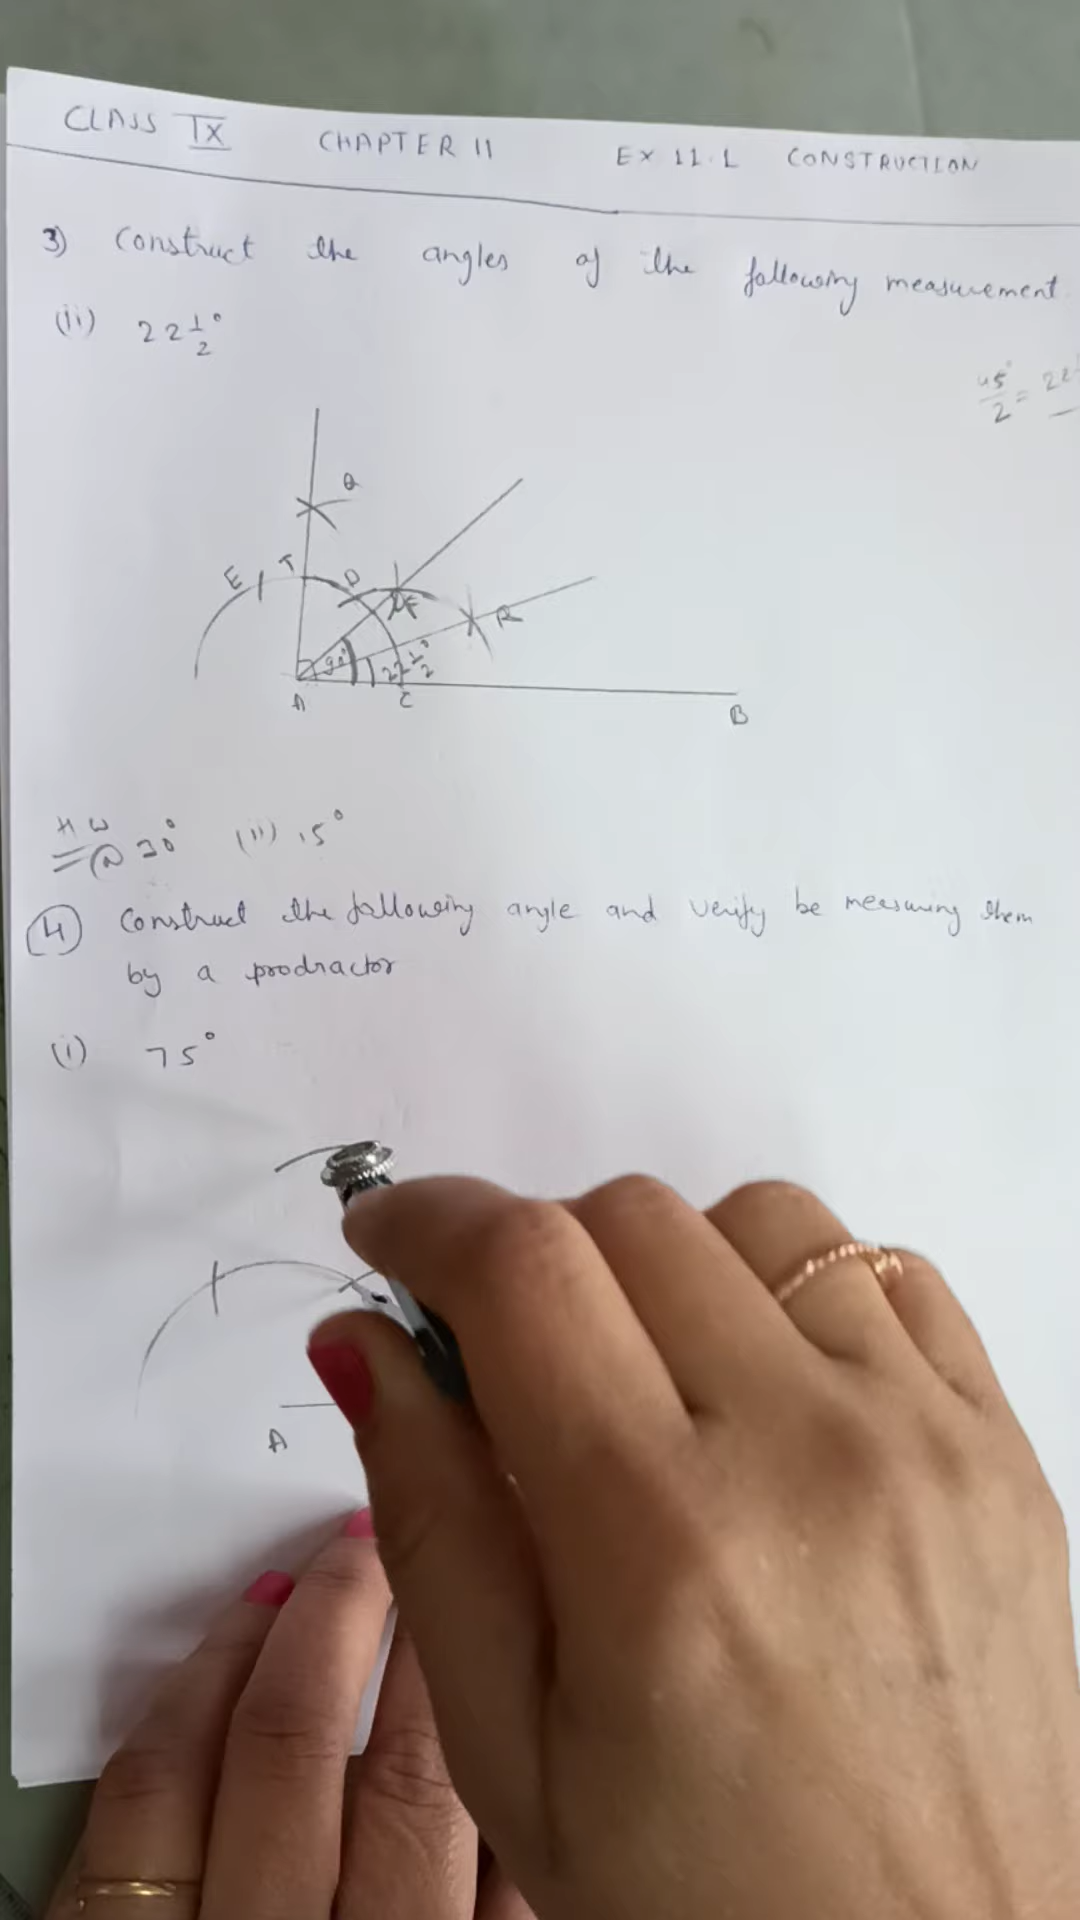 CLASS IX CHAPTER 11 EX 11.1 CONSTRUCTION
3) Construct the angles of the following measurement.
(ii) 22 1/2°
45°/2 = 22
Q
E T D F R
90° 22 1/2°
A C B
HW
30° (ii) 15°
4 Construct the following angle and verify be measuring them
by a prodractor
(i) 75°
A